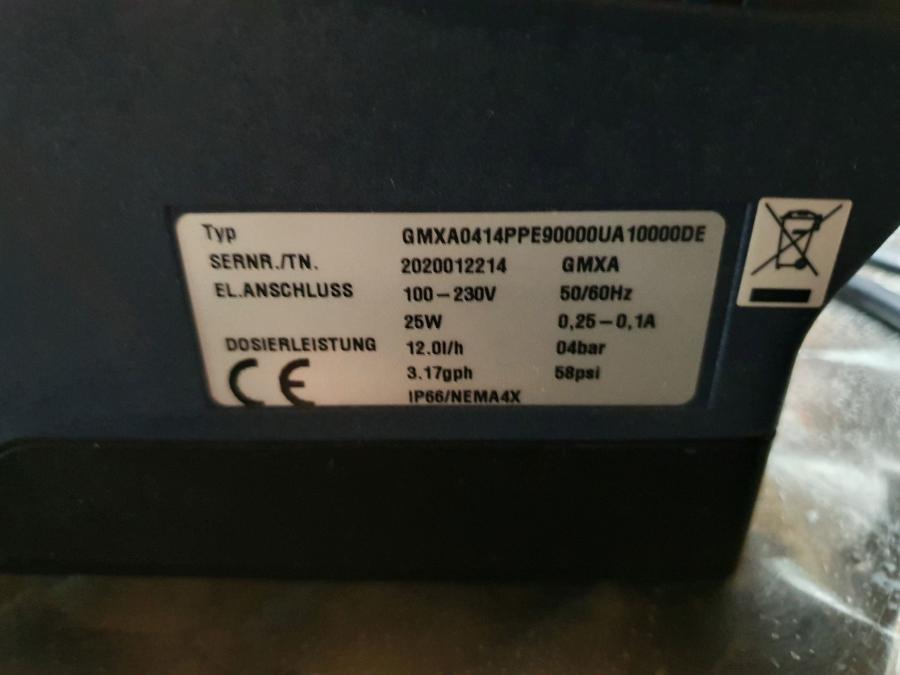 Typ GMXA0414PPE90000UA10000DE
SERNR./TN. 2020012214 GMXA
EL.ANSCHLUSS 100-230V 50/60Hz
25W 0,25-0,1A
DOSIERLEISTUNG 12.0l/h 04bar
3.17gph 58psi
CE IP66/NEMA4X